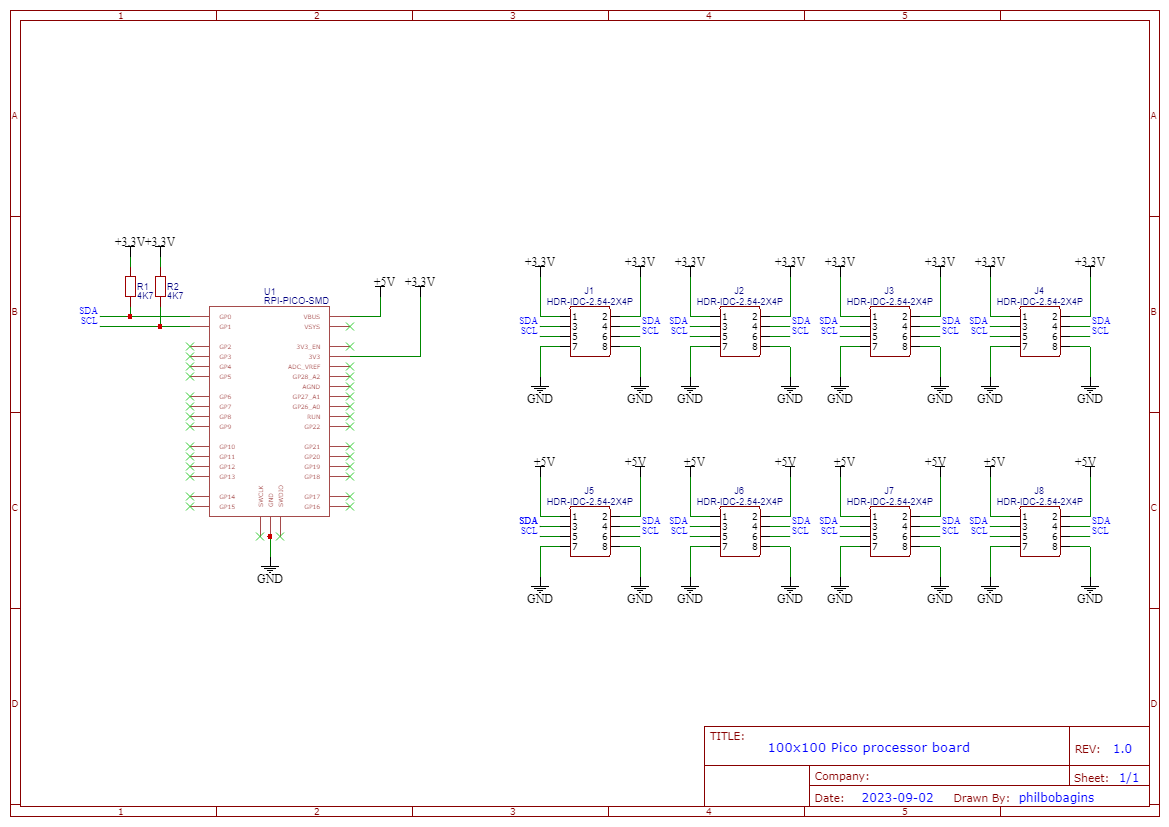 1 2 3 4 5
A A
+3.3V +3.3V
R1 R2
4K7 4K7
SDA
SCL
U1
RPI-PICO-SMD
+5V +3.3V
GP0 VBUS
GP1 VSYS
GP2 3V3_EN
GP3 3V3
GP4 ADC_VREF
GP5 GP28_A2
AGND
GP6 GP27_A1
GP7 GP26_A0
GP8 RUN
GP9 GP22
GP10 GP21
GP11 GP20
GP12 GP19
GP13 GP18
GP14 GP17
GP15 GP16
SWCLK GND SWDIO
GND
B B
+3.3V +3.3V +3.3V +3.3V +3.3V +3.3V +3.3V +3.3V
J1 J2 J3 J4
HDR-IDC-2.54-2X4P HDR-IDC-2.54-2X4P HDR-IDC-2.54-2X4P HDR-IDC-2.54-2X4P
SDA 1 2 SDA SDA 1 2 SDA SDA 1 2 SDA SDA 1 2 SDA
SCL 3 4 SCL SCL 3 4 SCL SCL 3 4 SCL SCL 3 4 SCL
5 6 5 6 5 6 5 6
7 8 7 8 7 8 7 8
GND GND GND GND GND GND GND GND
+5V +5V +5V +5V +5V +5V +5V +5V
J5 J6 J7 J8
HDR-IDC-2.54-2X4P HDR-IDC-2.54-2X4P HDR-IDC-2.54-2X4P HDR-IDC-2.54-2X4P
C C
SDA 1 2 SDA SDA 1 2 SDA SDA 1 2 SDA SDA 1 2 SDA
SCL 3 4 SCL SCL 3 4 SCL SCL 3 4 SCL SCL 3 4 SCL
5 6 5 6 5 6 5 6
7 8 7 8 7 8 7 8
GND GND GND GND GND GND GND GND
D D
TITLE:
100x100 Pico processor board
REV: 1.0
Company:
Sheet: 1/1
Date: 2023-09-02 Drawn By: philbobagins
1 2 3 4 5